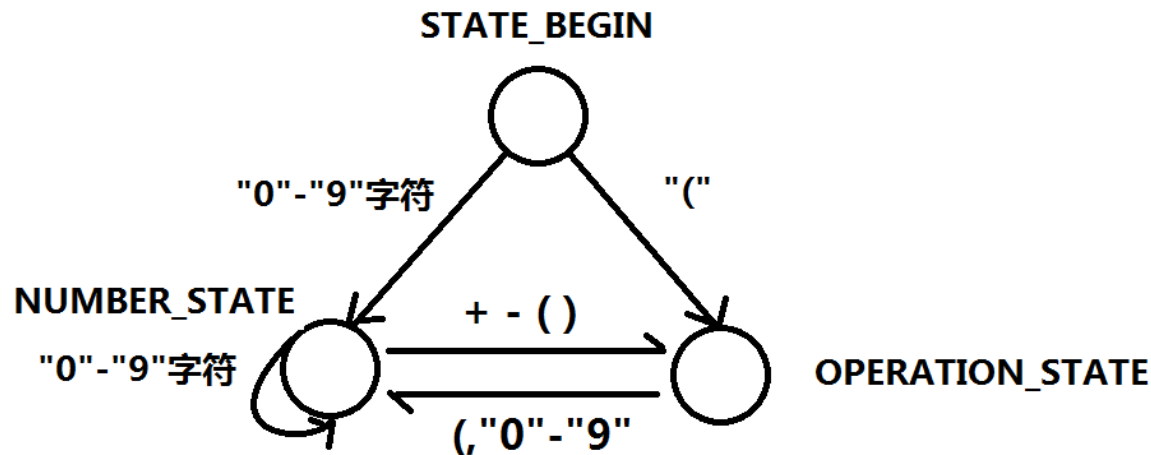 STATE_BEGIN
"0"-"9"字符
"("
NUMBER_STATE
+ - ( )
"0"-"9"字符
OPERATION_STATE
(,"0"-"9"